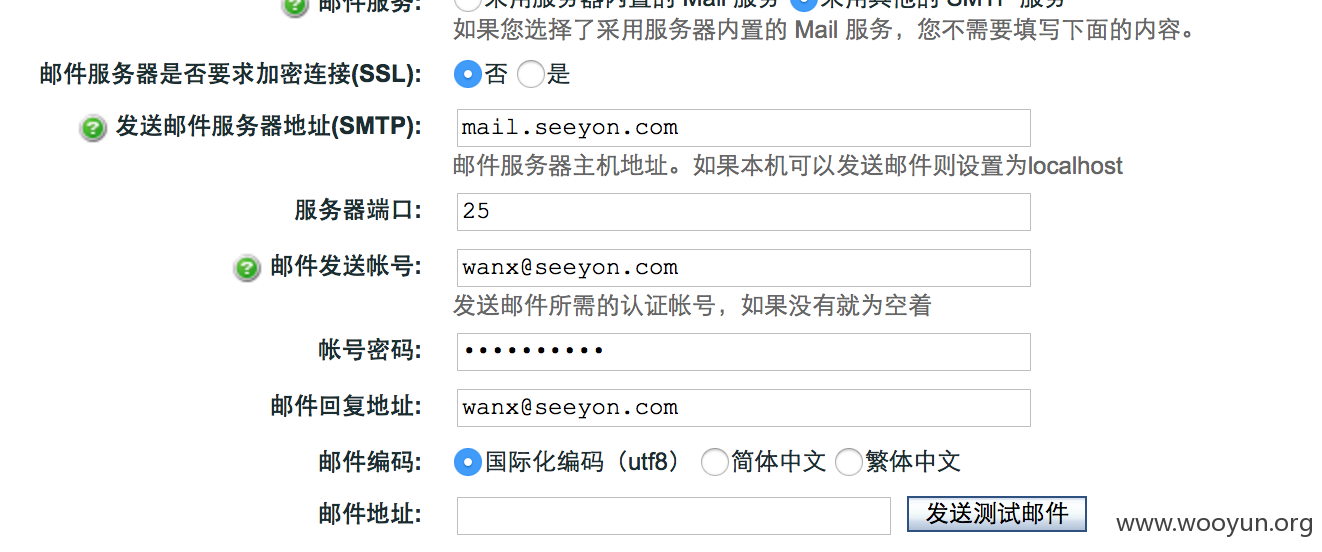 邮件服务: 采用服务器内置的 Mail 服务 采用其他的 SMTP 服务
如果您选择了采用服务器内置的 Mail 服务，您不需要填写下面的内容。
邮件服务器是否要求加密连接(SSL): 否 是
发送邮件服务器地址(SMTP): mail.seeyon.com
邮件服务器主机地址。如果本机可以发送邮件则设置为localhost
服务器端口: 25
邮件发送帐号: wanx@seeyon.com
发送邮件所需的认证帐号，如果没有就为空着
帐号密码: ••••••••••
邮件回复地址: wanx@seeyon.com
邮件编码: 国际化编码（utf8） 简体中文 繁体中文
邮件地址: 发送测试邮件
www.wooyun.org